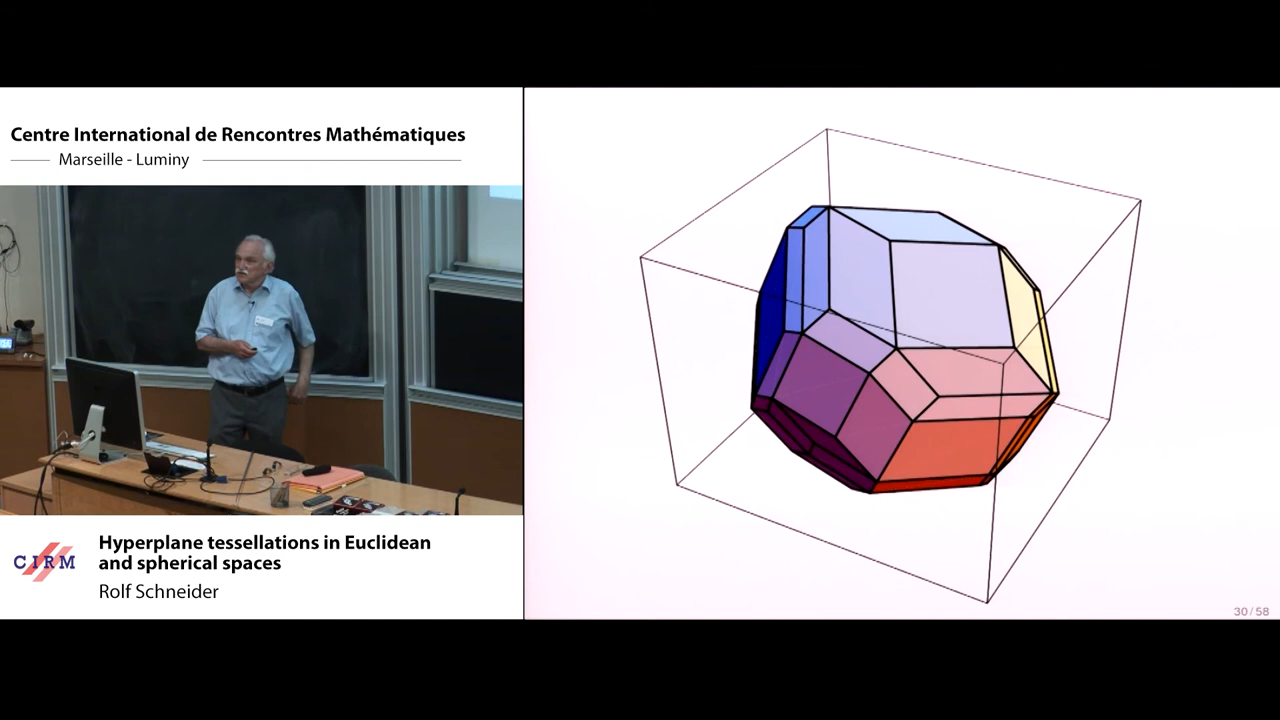 Centre International de Rencontres Mathématiques
Marseille - Luminy
CIRM
Hyperplane tessellations in Euclidean
and spherical spaces
Rolf Schneider
30 / 58